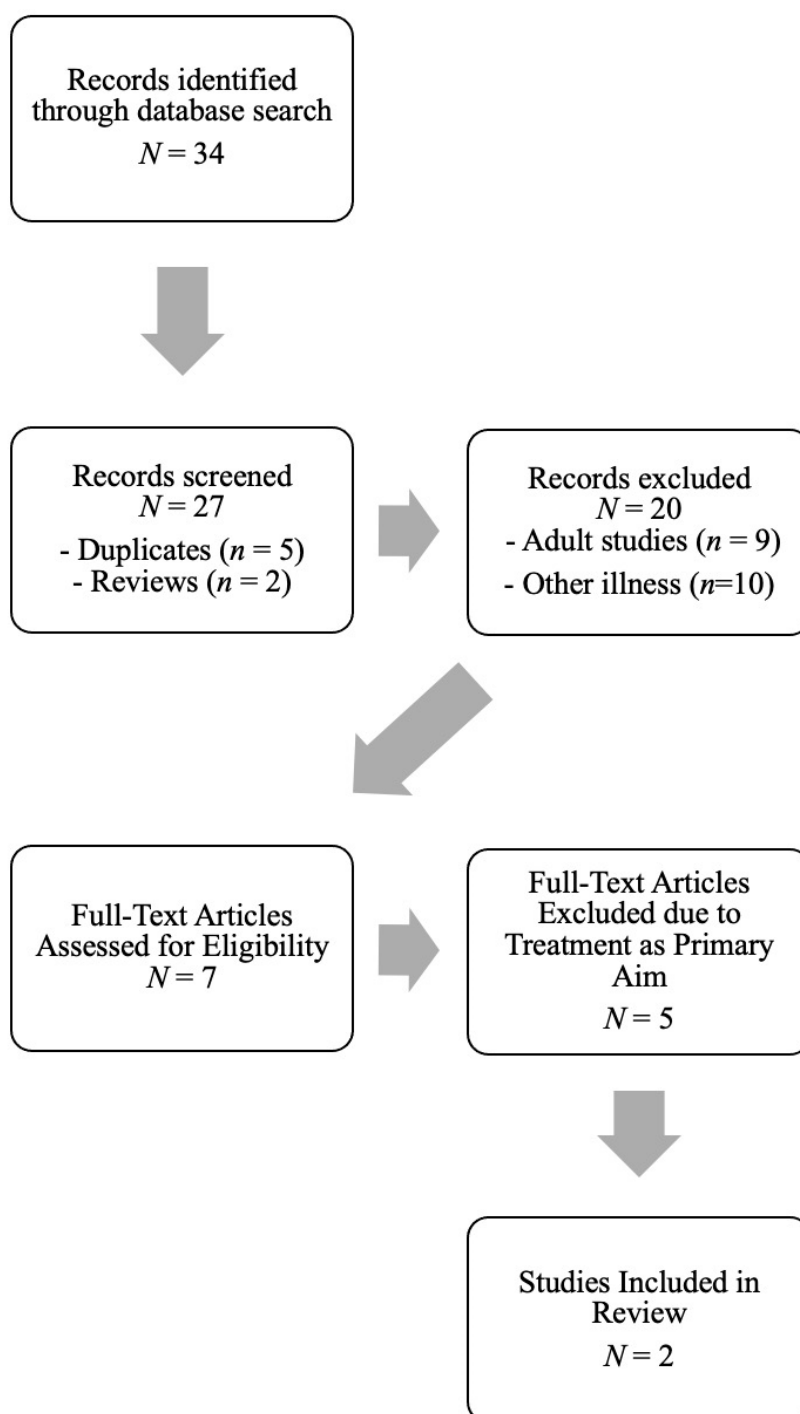 Records identified
through database search
N = 34
Records screened
N = 27
- Duplicates (n = 5)
- Reviews (n = 2)
Records excluded
N = 20
- Adult studies (n = 9)
- Other illness (n=10)
Full-Text Articles
Assessed for Eligibility
N = 7
Full-Text Articles
Excluded due to
Treatment as Primary
Aim
N = 5
Studies Included in
Review
N = 2